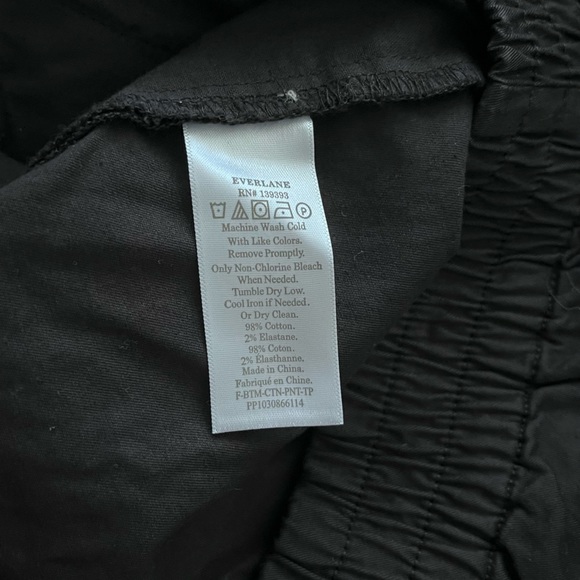 EVERLANE
RN# 139393
P
Machine Wash Cold
With Like Colors.
Remove Promptly.
Only Non-Chlorine Bleach
When Needed.
Tumble Dry Low.
Cool Iron if Needed.
Or Dry Clean.
98% Cotton.
2% Elastane.
98% Coton.
2% Élasthanne.
Made in China.
Fabriqué en Chine.
F-BTM-CTN-PNT-TP
PP1030866114